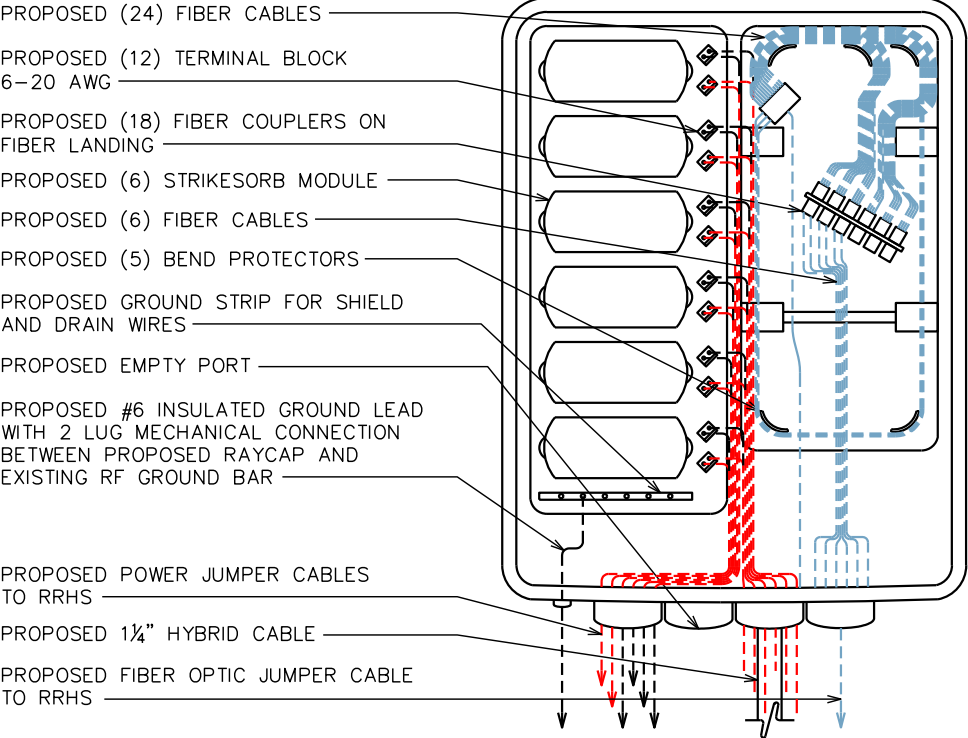 PROPOSED (24) FIBER CABLES
PROPOSED (12) TERMINAL BLOCK
6-20 AWG
PROPOSED (18) FIBER COUPLERS ON
FIBER LANDING
PROPOSED (6) STRIKESORB MODULE
PROPOSED (6) FIBER CABLES
PROPOSED (5) BEND PROTECTORS
PROPOSED GROUND STRIP FOR SHIELD
AND DRAIN WIRES
PROPOSED EMPTY PORT
PROPOSED #6 INSULATED GROUND LEAD
WITH 2 LUG MECHANICAL CONNECTION
BETWEEN PROPOSED RAYCAP AND
EXISTING RF GROUND BAR
PROPOSED POWER JUMPER CABLES
TO RRHS
PROPOSED 1¼" HYBRID CABLE
PROPOSED FIBER OPTIC JUMPER CABLE
TO RRHS